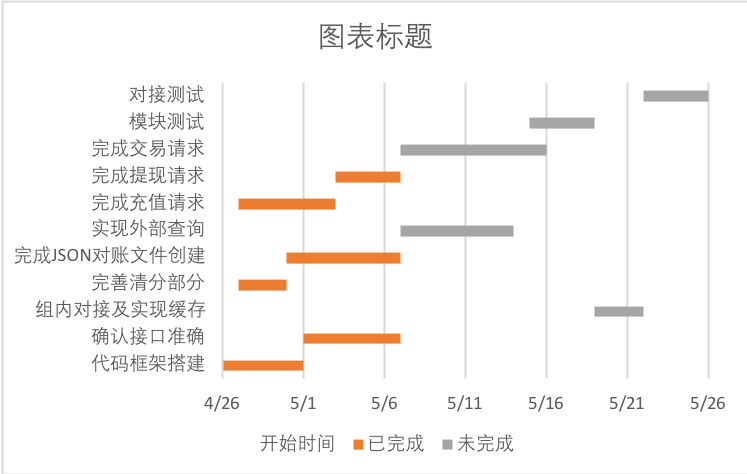 图表标题
对接测试
模块测试
完成交易请求
完成提现请求
完成充值请求
实现外部查询
完成JSON对账文件创建
完善清分部分
组内对接及实现缓存
确认接口准确
代码框架搭建
4/26 5/1 5/6 5/11 5/16 5/21 5/26
开始时间 已完成 未完成